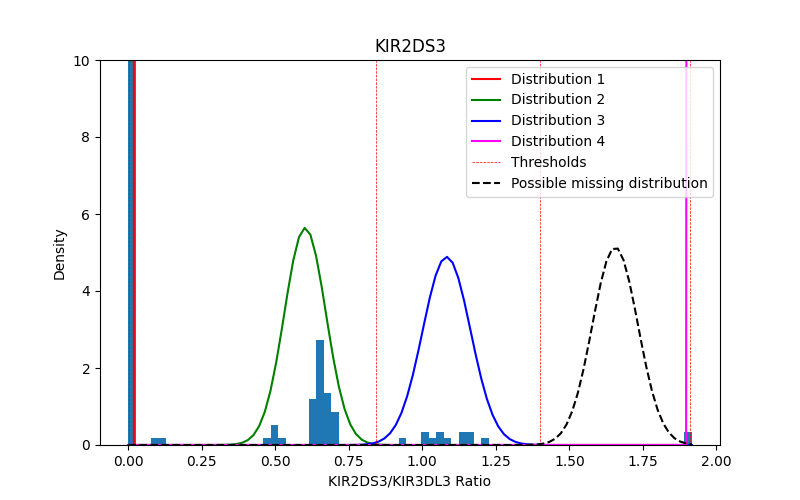 KIR2DS3
Distribution 1
Distribution 2
Distribution 3
Distribution 4
Thresholds
Possible missing distribution
Density
10
8
6
4
2
0
0.00 0.25 0.50 0.75 1.00 1.25 1.50 1.75 2.00
KIR2DS3/KIR3DL3 Ratio